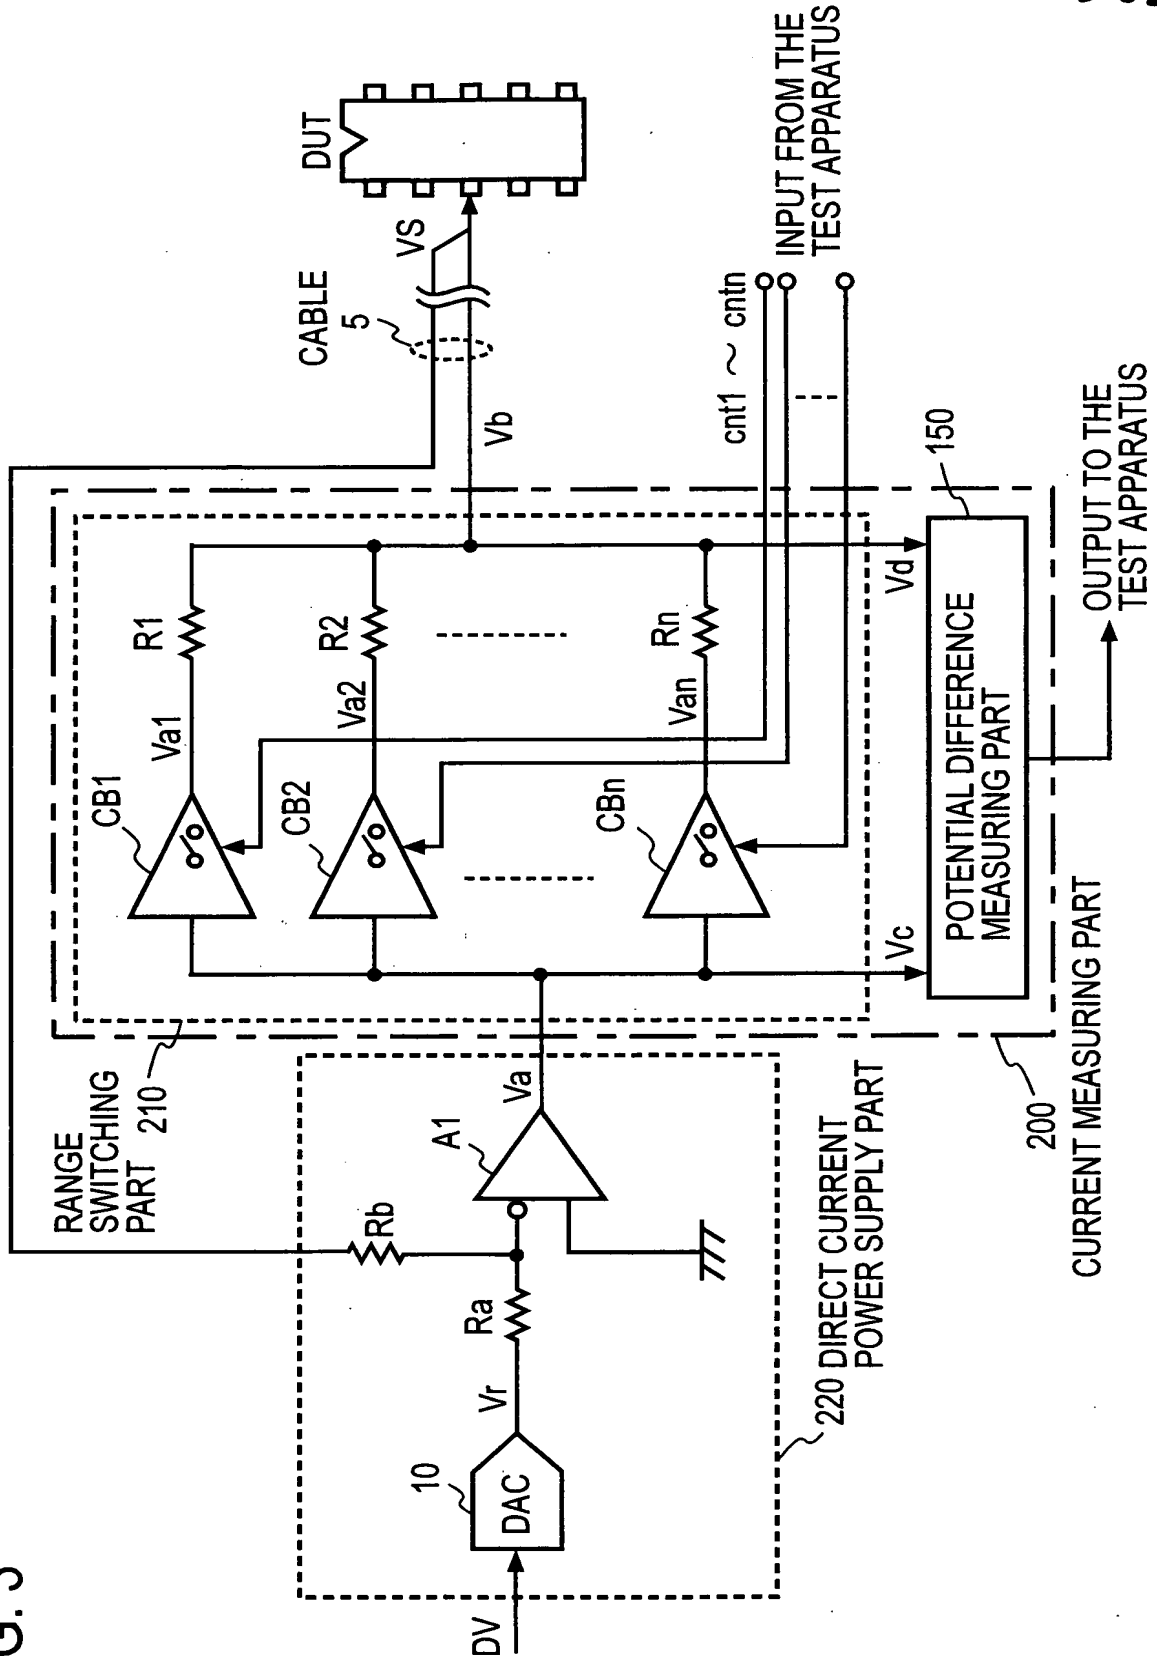 G. 3
DV
10
DAC
Vr
Ra
Rb
A1
Va
220 DIRECT CURRENT
POWER SUPPLY PART
RANGE
SWITCHING
PART
210
CB1
Va1
R1
CB2
Va2
R2
CBn
Van
Rn
Vc
Vd
POTENTIAL DIFFERENCE
MEASURING PART
150
200
CURRENT MEASURING PART
OUTPUT TO THE
TEST APPARATUS
Vb
CABLE
5
VS
DUT
cnt1 ~ cntn
INPUT FROM THE
TEST APPARATUS